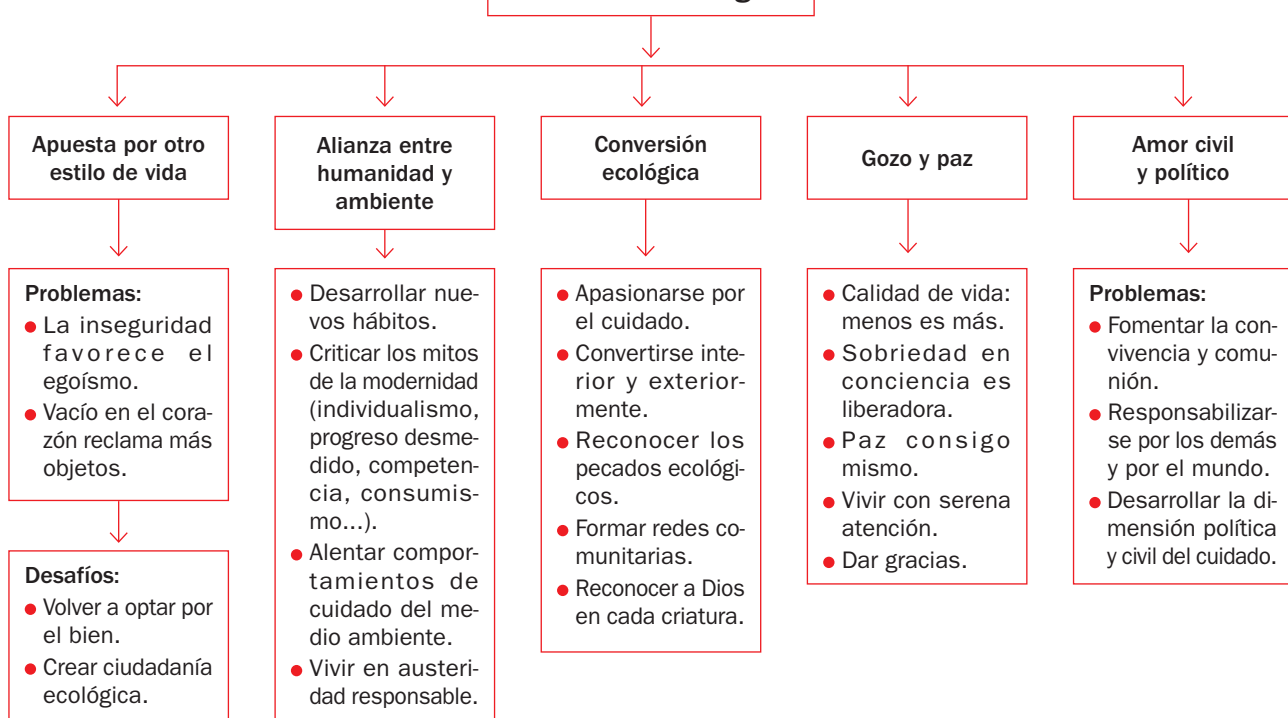 Apuesta por otro
estilo de vida
Problemas:
● La inseguridad
favorece el
egoísmo.
● Vacío en el cora-
zón reclama más
objetos.
Desafíos:
● Volver a optar por
el bien.
● Crear ciudadanía
ecológica.
Alianza entre
humanidad y
ambiente
● Desarrollar nue-
vos hábitos.
● Criticar los mitos
de la modernidad
(individualismo,
progreso desme-
dido, competen-
cia, consumis-
mo...).
● Alentar compor-
tamientos de
cuidado del me-
dio ambiente.
● Vivir en austeri-
dad responsable.
Conversión
ecológica
● Apasionarse por
el cuidado.
● Convertirse inte-
rior y exterior-
mente.
● Reconocer los
pecados ecológi-
cos.
● Formar redes co-
munitarias.
● Reconocer a Dios
en cada criatura.
Gozo y paz
● Calidad de vida:
menos es más.
● Sobriedad en
conciencia es
liberadora.
● Paz consigo
mismo.
● Vivir con serena
atención.
● Dar gracias.
Amor civil
y político
Problemas:
● Fomentar la con-
vivencia y comu-
nión.
● Responsabilizar-
se por los demás
y por el mundo.
● Desarrollar la di-
mensión política
y civil del cuidado.